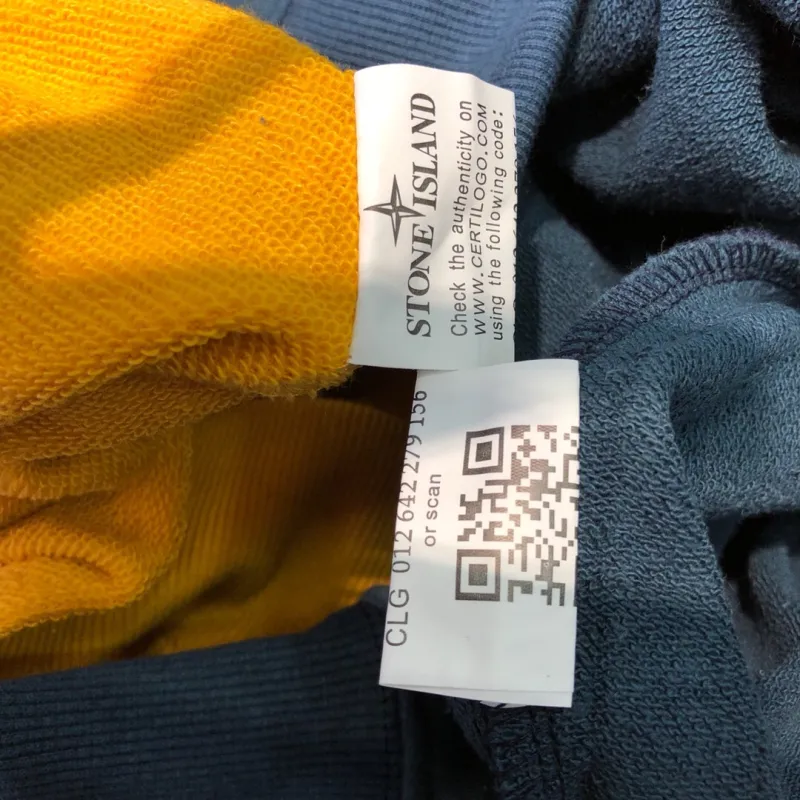 STONE ISLAND
Check the authenticity on
WWW.CERTILOGO.COM
using the following code:
CLG 012 642 279 156
or scan